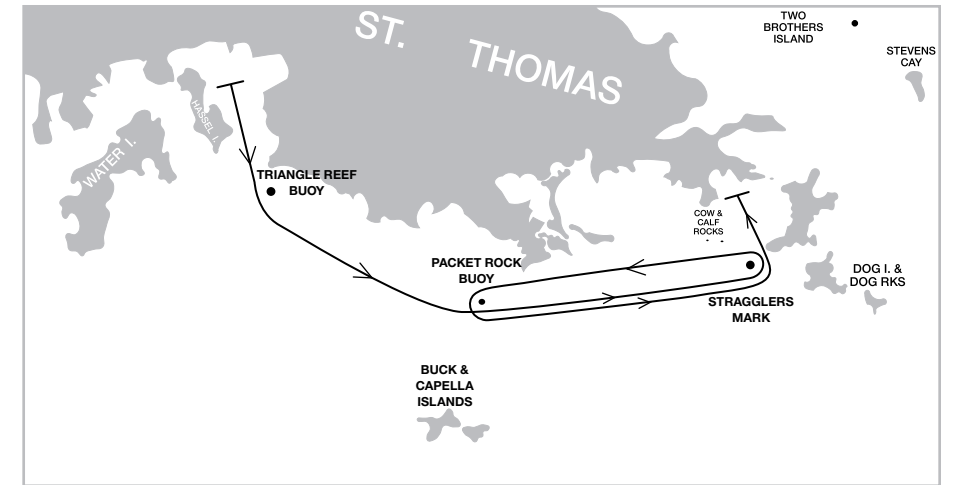 ST. THOMAS
TWO
BROTHERS
ISLAND
STEVENS
CAY
HASSEL I.
WATER I.
TRIANGLE REEF
BUOY
COW &
CALF
ROCKS
PACKET ROCK
BUOY
DOG I. &
DOG RKS
STRAGGLERS
MARK
BUCK &
CAPELLA
ISLANDS